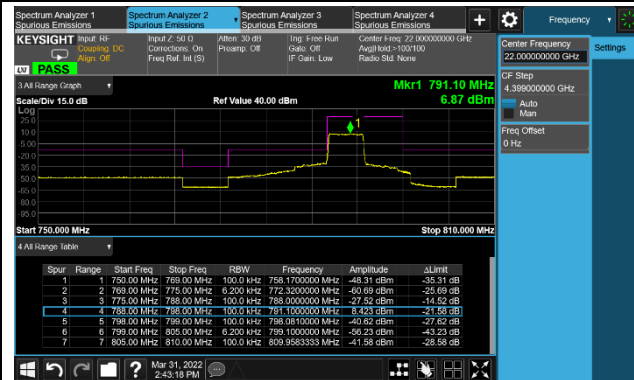 Spectrum Analyzer 1 Spectrum Analyzer 2 Spectrum Analyzer 3 Spectrum Analyzer 4 Frequency
Spurious Emissions Spurious Emissions Spurious Emissions Spurious Emissions
KEYSIGHT Input: RF Input Z: 50 Ω Atten: 30 dB Trig: Free Run Center Freq: 22.000000000 GHz
Coupling: DC Corrections: On Preamp: Off Gate: Off Avg|Hold:>100/100
Align: Off Freq Ref: Int (S) IF Gain: Low Radio Std: None
LXI PASS
Center Frequency
22.00000000 GHz
Settings
CF Step
4.399000000 GHz
Auto
Man
Freq Offset
0 Hz
3 All Range Graph
Mkr1 791.10 MHz
Scale/Div 15.0 dB Ref Value 40.00 dBm 6.87 dBm
Log
25.0
10.0
-5.00
-20.0
-35.0
-50.0
-65.0
-80.0
-95.0
1
Start 750.000 MHz Stop 810.000 MHz
4 All Range Table
Spur Range Start Freq Stop Freq RBW Frequency Amplitude ΔLimit
1 1 750.00 MHz 769.00 MHz 100.0 kHz 758.1700000 MHz -48.31 dBm -35.31 dB
2 2 769.00 MHz 775.00 MHz 6.200 kHz 772.3200000 MHz -60.69 dBm -25.69 dB
3 3 775.00 MHz 788.00 MHz 100.0 kHz 788.0000000 MHz -27.52 dBm -14.52 dB
4 4 788.00 MHz 798.00 MHz 100.0 kHz 791.1000000 MHz 8.423 dBm -21.58 dB
5 5 798.00 MHz 799.00 MHz 100.0 kHz 798.0810000 MHz -40.62 dBm -27.62 dB
6 6 799.00 MHz 805.00 MHz 6.200 kHz 799.1000000 MHz -56.23 dBm -43.23 dB
7 7 805.00 MHz 810.00 MHz 100.0 kHz 809.9583333 MHz -41.58 dBm -28.58 dB
Mar 31, 2022
2:43:18 PM